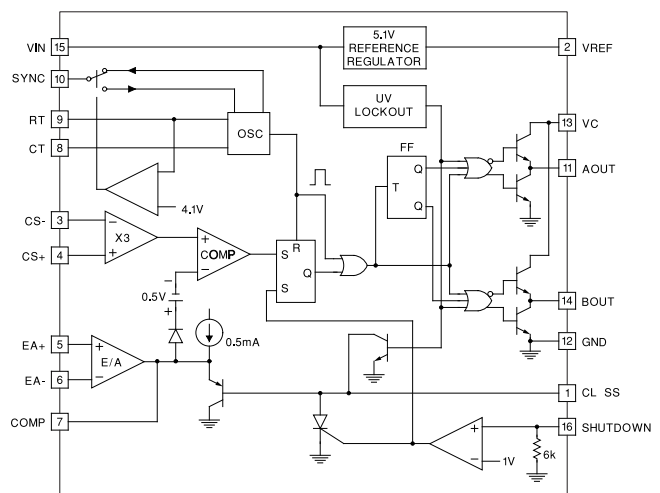 VIN 15
5.1V
REFERENCE
REGULATOR
2 VREF
SYNC 10
UV
LOCKOUT
RT 9
OSC
13 VC
CT 8
FF
T
Q
Q
11 AOUT
4.1V
CS- 3
CS+ 4
−
+
X3
+
−
COMP
R
S
Q
S
0.5V
−
+
14 BOUT
0.5mA
12 GND
EA+ 5
EA- 6
+
−
E/A
1 CL SS
COMP 7
16 SHUTDOWN
+
−
1V
6k